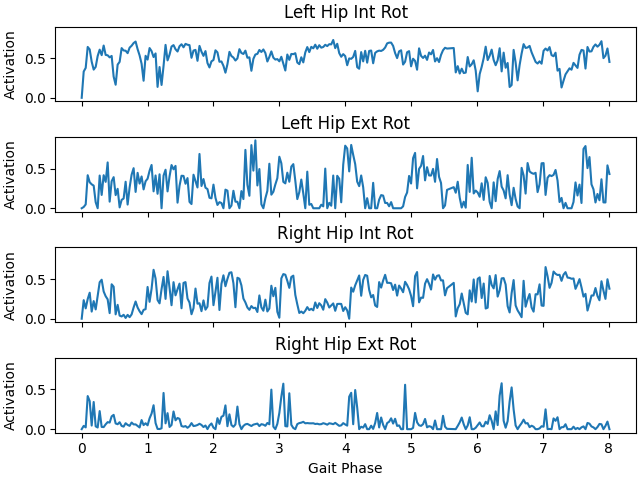 Left Hip Int Rot
Activation
0.5
0.0
Left Hip Ext Rot
Activation
0.5
0.0
Right Hip Int Rot
Activation
0.5
0.0
Right Hip Ext Rot
Activation
0.5
0.0
0 1 2 3 4 5 6 7 8
Gait Phase